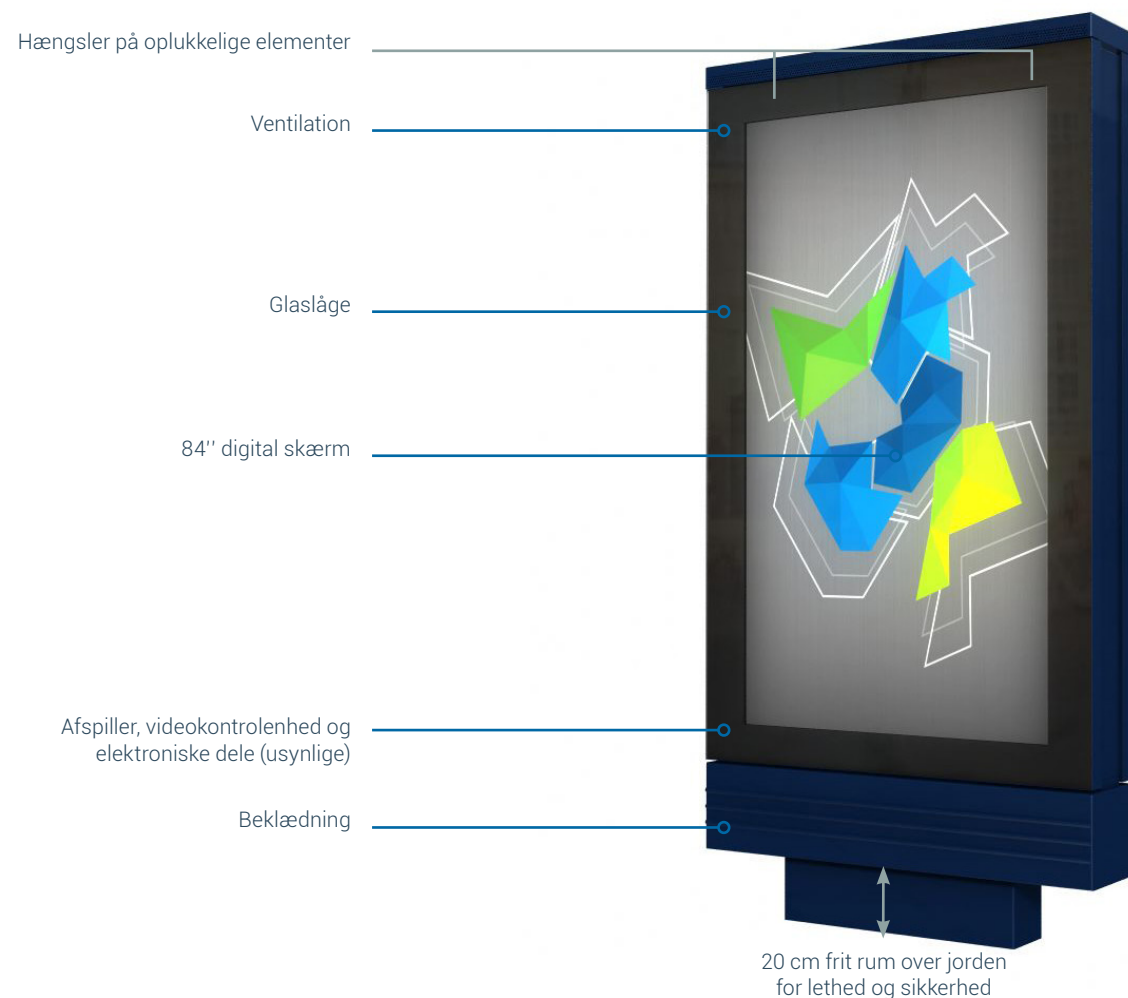 Hængsler på oplukkelige elementer
Ventilation
Glaslåge
84'' digital skærm
Afspiller, videokontrolenhed og
elektroniske dele (usynlige)
Beklædning
20 cm frit rum over jorden
for lethed og sikkerhed